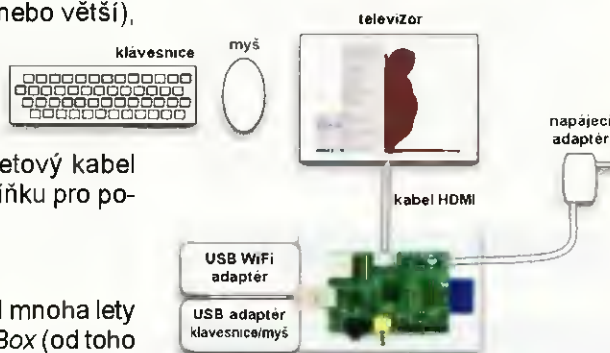 nebo větší),
etový kabel
íňku pro po-
mnoha lety
Box (od toho
televizor
klávesnice
myš
napájecí
adaptér
kabel HDMI
USB WiFi
adaptér
USB adaptér
klávesnice/myš